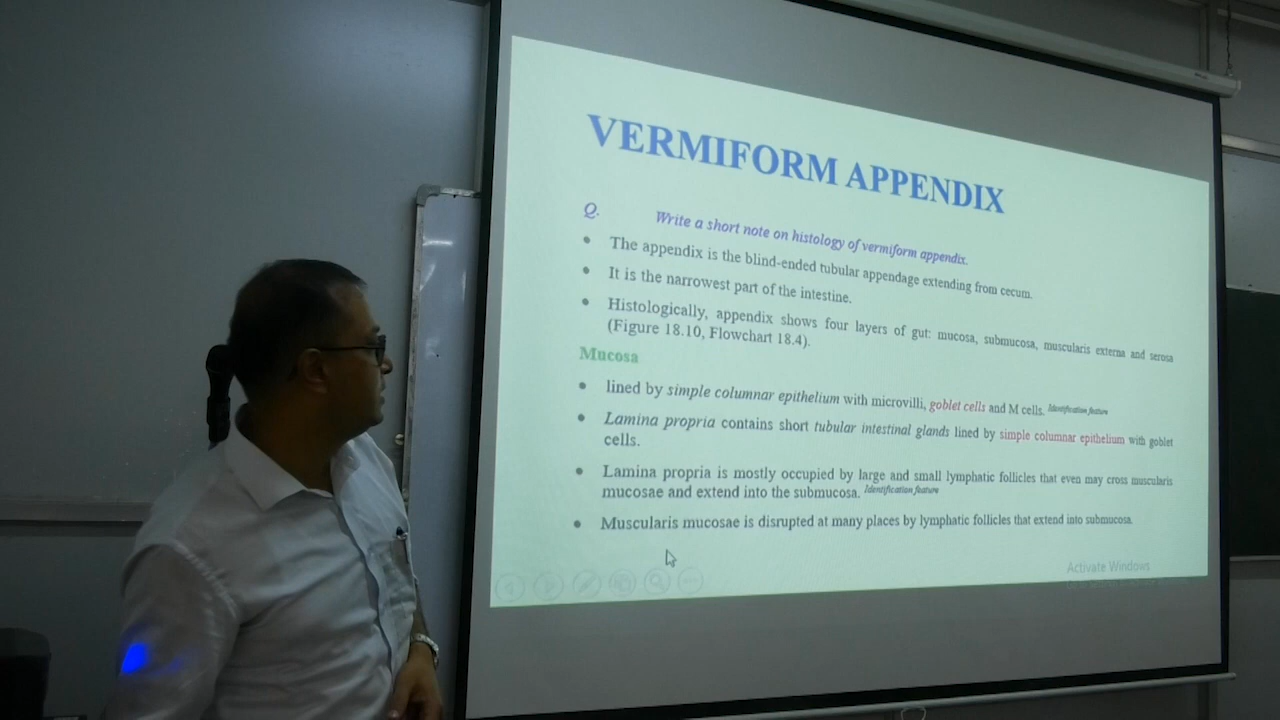 VERMIFORM APPENDIX
Q. Write a short note on histology of vermiform appendix.
• The appendix is the blind-ended tubular appendage extending from cecum.
• It is the narrowest part of the intestine.
• Histologically, appendix shows four layers of gut: mucosa, submucosa, muscularis externa and serosa
(Figure 18.10, Flowchart 18.4).
Mucosa
• lined by simple columnar epithelium with microvilli, goblet cells and M cells. Identification feature
• Lamina propria contains short tubular intestinal glands lined by simple columnar epithelium with goblet
cells.
• Lamina propria is mostly occupied by large and small lymphatic follicles that even may cross muscularis
mucosae and extend into the submucosa. Identification feature
• Muscularis mucosae is disrupted at many places by lymphatic follicles that extend into submucosa.
Activate Windows